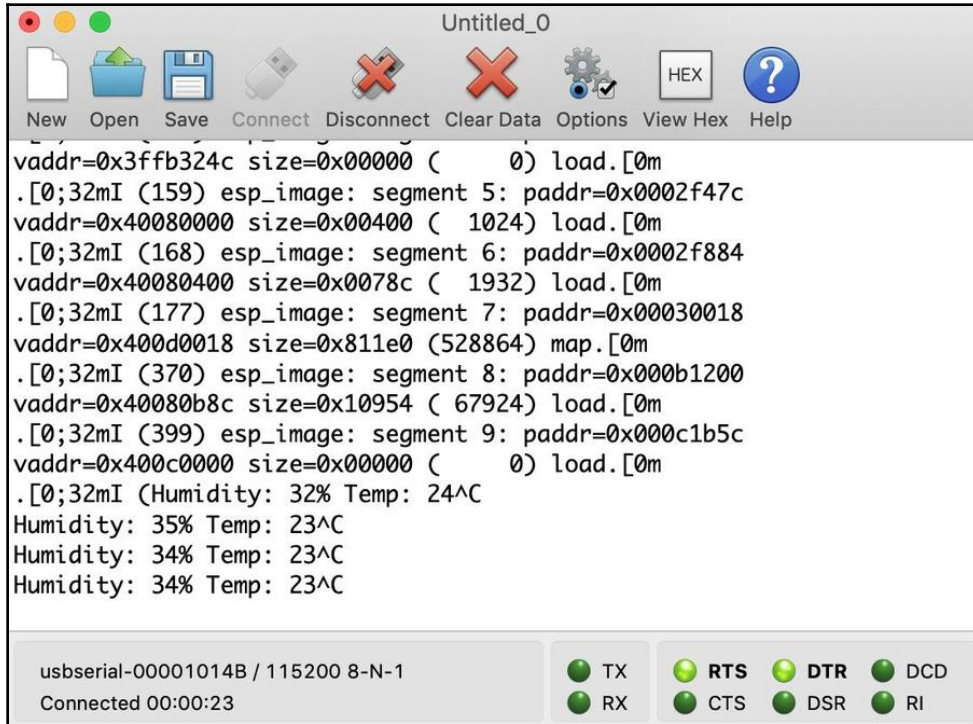 Untitled_0
HEX
New Open Save Connect Disconnect Clear Data Options View Hex Help
vaddr=0x3ffb324c size=0x00000 (     0) load.[0m
.[0;32mI (159) esp_image: segment 5: paddr=0x0002f47c
vaddr=0x40080000 size=0x00400 (  1024) load.[0m
.[0;32mI (168) esp_image: segment 6: paddr=0x0002f884
vaddr=0x40080400 size=0x0078c (  1932) load.[0m
.[0;32mI (177) esp_image: segment 7: paddr=0x00030018
vaddr=0x400d0018 size=0x811e0 (528864) map.[0m
.[0;32mI (370) esp_image: segment 8: paddr=0x000b1200
vaddr=0x40080b8c size=0x10954 ( 67924) load.[0m
.[0;32mI (399) esp_image: segment 9: paddr=0x000c1b5c
vaddr=0x400c0000 size=0x00000 (     0) load.[0m
.[0;32mI (Humidity: 32% Temp: 24^C
Humidity: 35% Temp: 23^C
Humidity: 34% Temp: 23^C
Humidity: 34% Temp: 23^C
usbserial-00001014B / 115200 8-N-1
Connected 00:00:23
TX RTS DTR DCD
RX CTS DSR RI